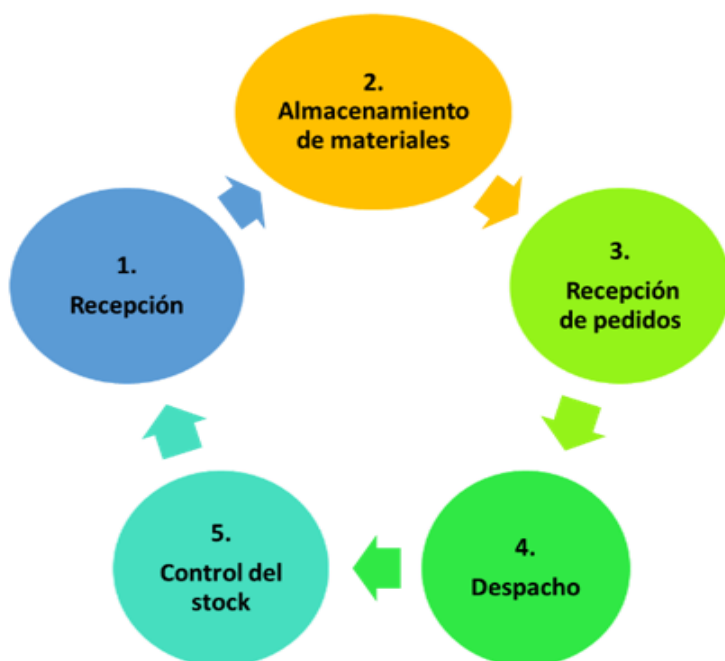 1.
Recepción
2.
Almacenamiento
de materiales
3.
Recepción
de pedidos
4.
Despacho
5.
Control del
stock